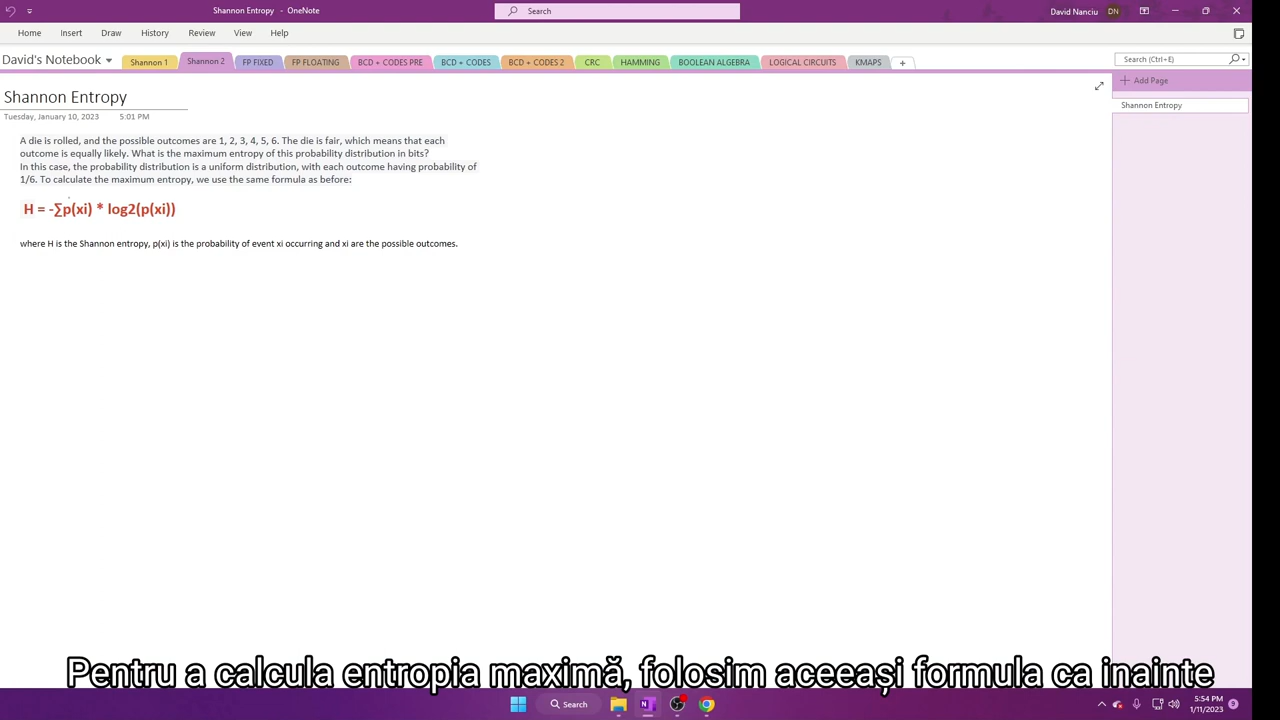 Shannon Entropy - OneNote
Search
David Nanciu
DN
Home
Insert
Draw
History
Review
View
Help
David's Notebook
Shannon 1
Shannon 2
FP FIXED
FP FLOATING
BCD + CODES PRE
BCD + CODES
BCD + CODES 2
CRC
HAMMING
BOOLEAN ALGEBRA
LOGICAL CIRCUITS
KMAPS
Search (Ctrl+E)
Add Page
Shannon Entropy
Shannon Entropy
Tuesday, January 10, 2023 5:01 PM
A die is rolled, and the possible outcomes are 1, 2, 3, 4, 5, 6. The die is fair, which means that each
outcome is equally likely. What is the maximum entropy of this probability distribution in bits?
In this case, the probability distribution is a uniform distribution, with each outcome having probability of
1/6. To calculate the maximum entropy, we use the same formula as before:
H = -∑p(xi) * log2(p(xi))
where H is the Shannon entropy, p(xi) is the probability of event xi occurring and xi are the possible outcomes.
Pentru a calcula entropia maximă, folosim aceeași formula ca inainte
Search
5:54 PM
1/11/2023
3